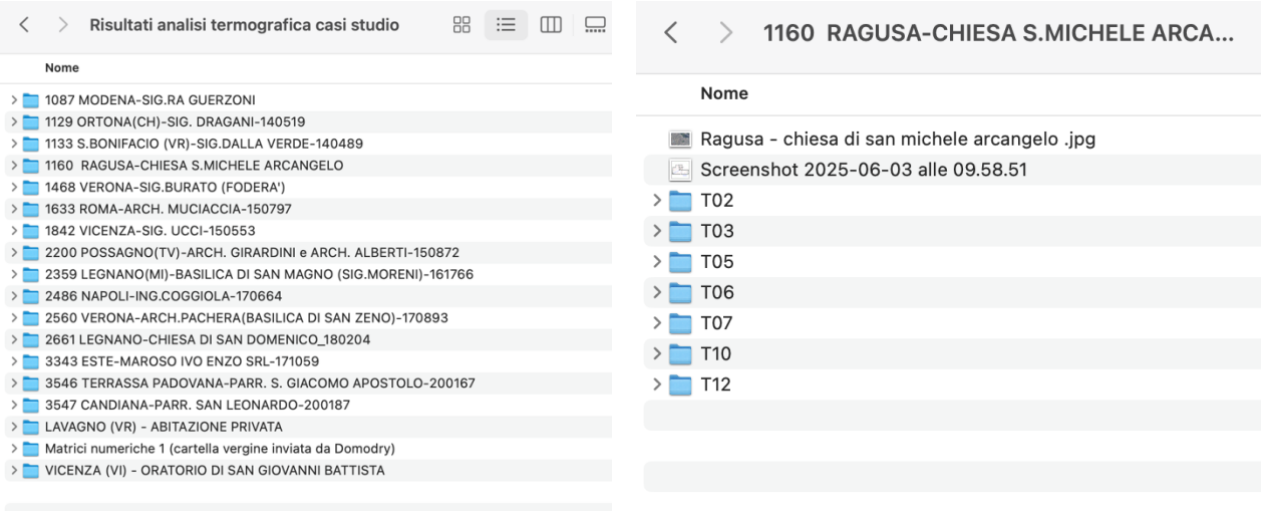 Risultati analisi termografica casi studio
Nome
1087 MODENA-SIG.RA GUERZONI
1129 ORTONA(CH)-SIG. DRAGANI-140519
1133 S.BONIFACIO (VR)-SIG.DALLA VERDE-140489
1160  RAGUSA-CHIESA S.MICHELE ARCANGELO
1468 VERONA-SIG.BURATO (FODERA')
1633 ROMA-ARCH. MUCIACCIA-150797
1842 VICENZA-SIG. UCCI-150553
2200 POSSAGNO(TV)-ARCH. GIRARDINI e ARCH. ALBERTI-150872
2359 LEGNANO(MI)-BASILICA DI SAN MAGNO (SIG.MORENI)-161766
2486 NAPOLI-ING.COGGIOLA-170664
2560 VERONA-ARCH.PACHERA(BASILICA DI SAN ZENO)-170893
2661 LEGNANO-CHIESA DI SAN DOMENICO_180204
3343 ESTE-MAROSO IVO ENZO SRL-171059
3546 TERRASSA PADOVANA-PARR. S. GIACOMO APOSTOLO-200167
3547 CANDIANA-PARR. SAN LEONARDO-200187
LAVAGNO (VR) - ABITAZIONE PRIVATA
Matrici numeriche 1 (cartella vergine inviata da Domodry)
VICENZA (VI) - ORATORIO DI SAN GIOVANNI BATTISTA
1160  RAGUSA-CHIESA S.MICHELE ARCA...
Nome
Ragusa - chiesa di san michele arcangelo .jpg
Screenshot 2025-06-03 alle 09.58.51
T02
T03
T05
T06
T07
T10
T12